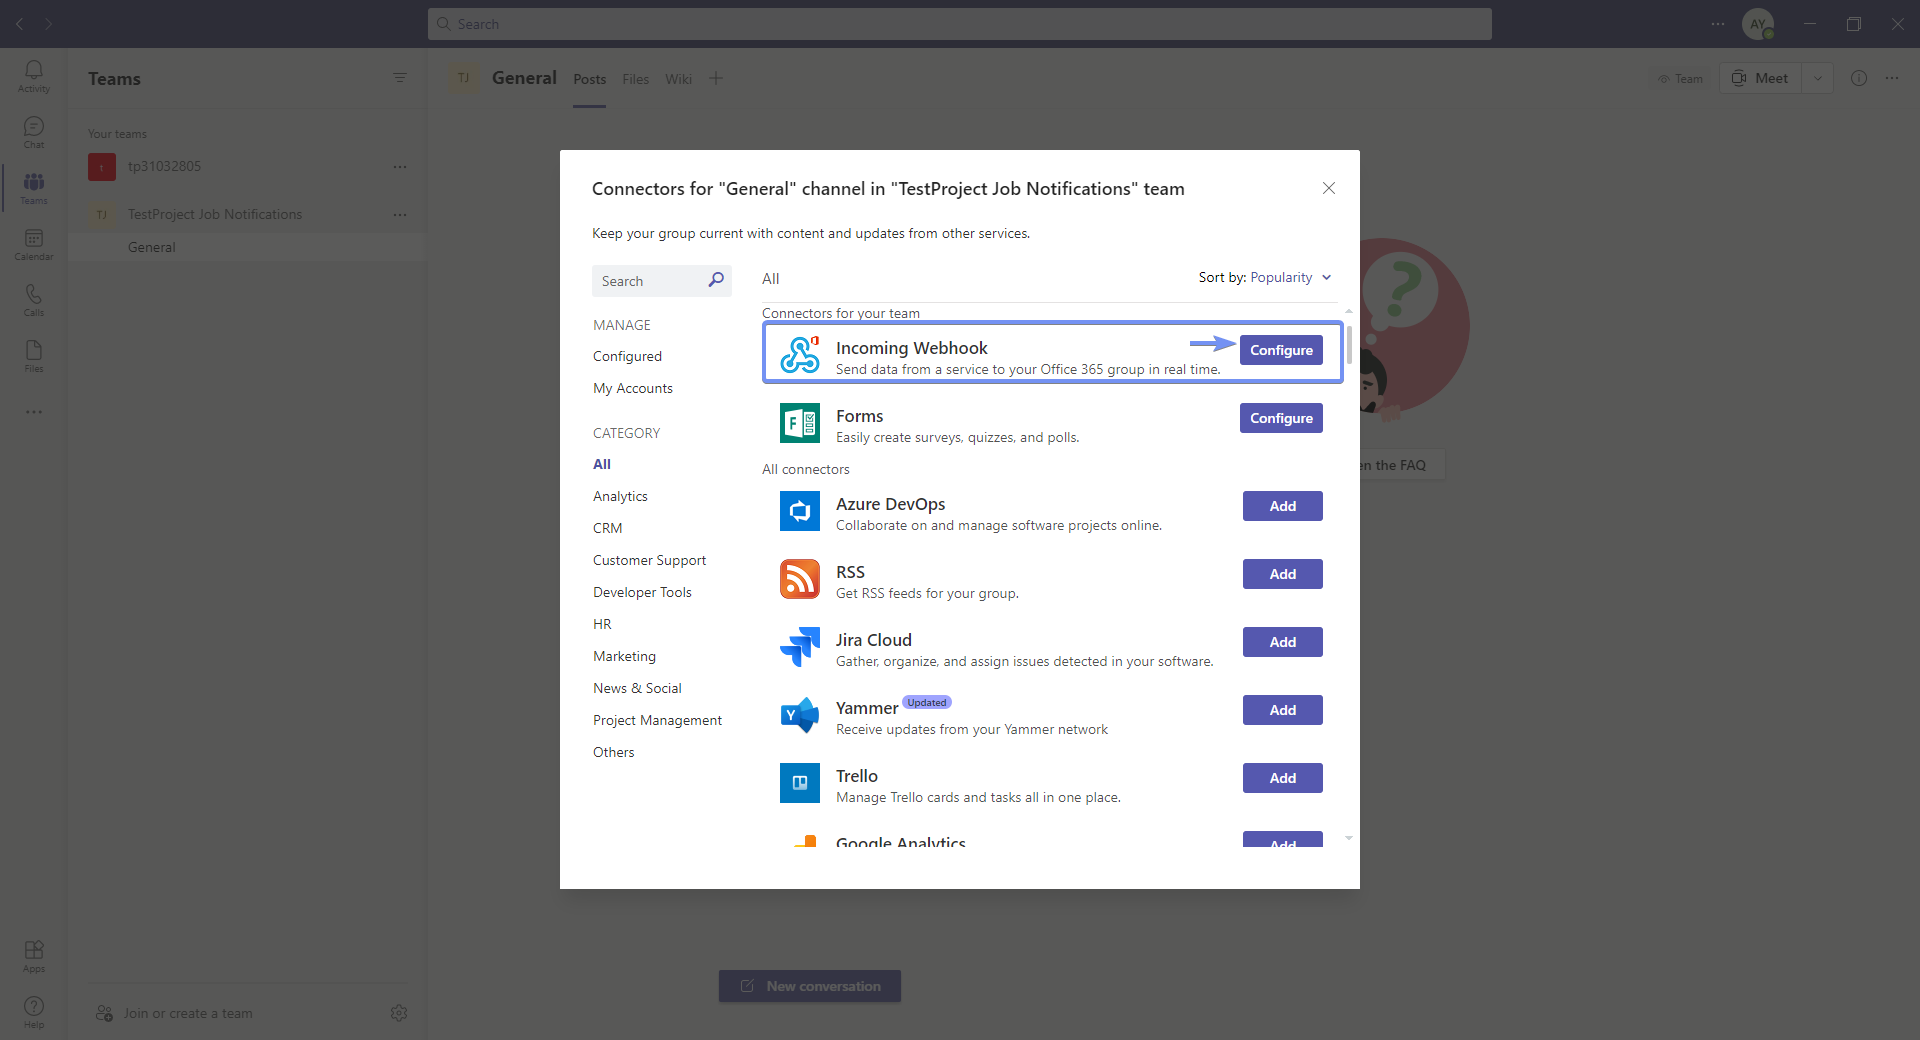 Search
AY
Activity
Chat
Teams
Calendar
Calls
Files
Apps
Help
Teams
Your teams
t
tp31032805
TJ
TestProject Job Notifications
General
Join or create a team
TJ
General
Posts
Files
Wiki
Team
Meet
Connectors for "General" channel in "TestProject Job Notifications" team
Keep your group current with content and updates from other services.
Search
MANAGE
Configured
My Accounts
CATEGORY
All
Analytics
CRM
Customer Support
Developer Tools
HR
Marketing
News & Social
Project Management
Others
All
Sort by: Popularity
Connectors for your team
Incoming Webhook
Send data from a service to your Office 365 group in real time.
Configure
F
Forms
Easily create surveys, quizzes, and polls.
Configure
All connectors
Azure DevOps
Collaborate on and manage software projects online.
Add
RSS
Get RSS feeds for your group.
Add
Jira Cloud
Gather, organize, and assign issues detected in your software.
Add
Y
Yammer Updated
Receive updates from your Yammer network
Add
Trello
Manage Trello cards and tasks all in one place.
Add
Google Analytics
Add
?
en the FAQ
New conversation